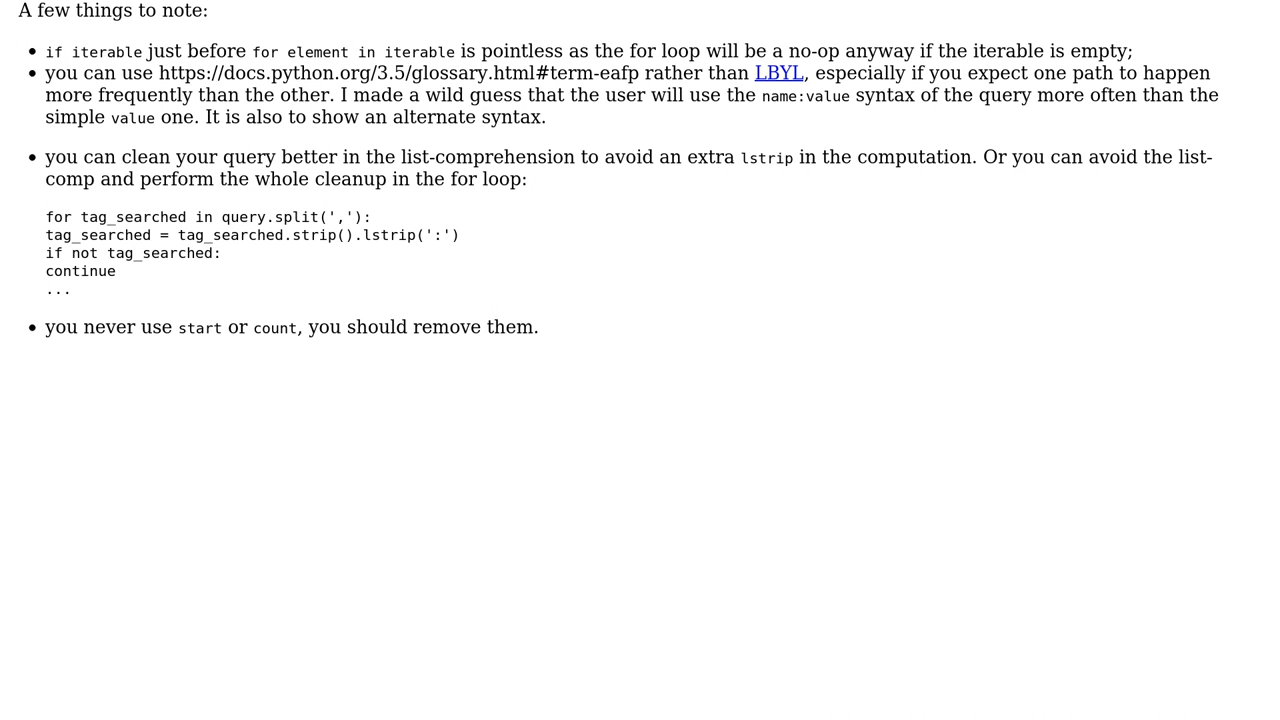 A few things to note:
• if iterable just before for element in iterable is pointless as the for loop will be a no-op anyway if the iterable is empty;
• you can use https://docs.python.org/3.5/glossary.html#term-eafp rather than LBYL, especially if you expect one path to happen
more frequently than the other. I made a wild guess that the user will use the name:value syntax of the query more often than the
simple value one. It is also to show an alternate syntax.
• you can clean your query better in the list-comprehension to avoid an extra lstrip in the computation. Or you can avoid the list-
comp and perform the whole cleanup in the for loop:
for tag_searched in query.split(','):
tag_searched = tag_searched.strip().lstrip(':')
if not tag_searched:
continue
...
• you never use start or count, you should remove them.